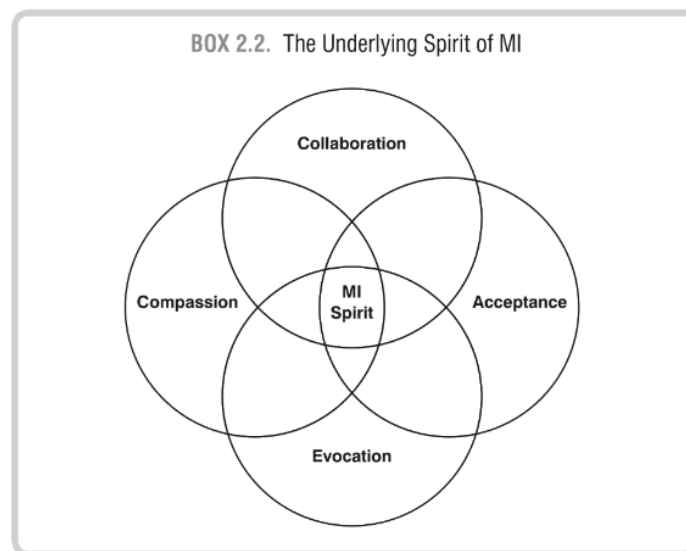 BOX 2.2. The Underlying Spirit of MI
Collaboration
Compassion
MI
Spirit
Acceptance
Evocation